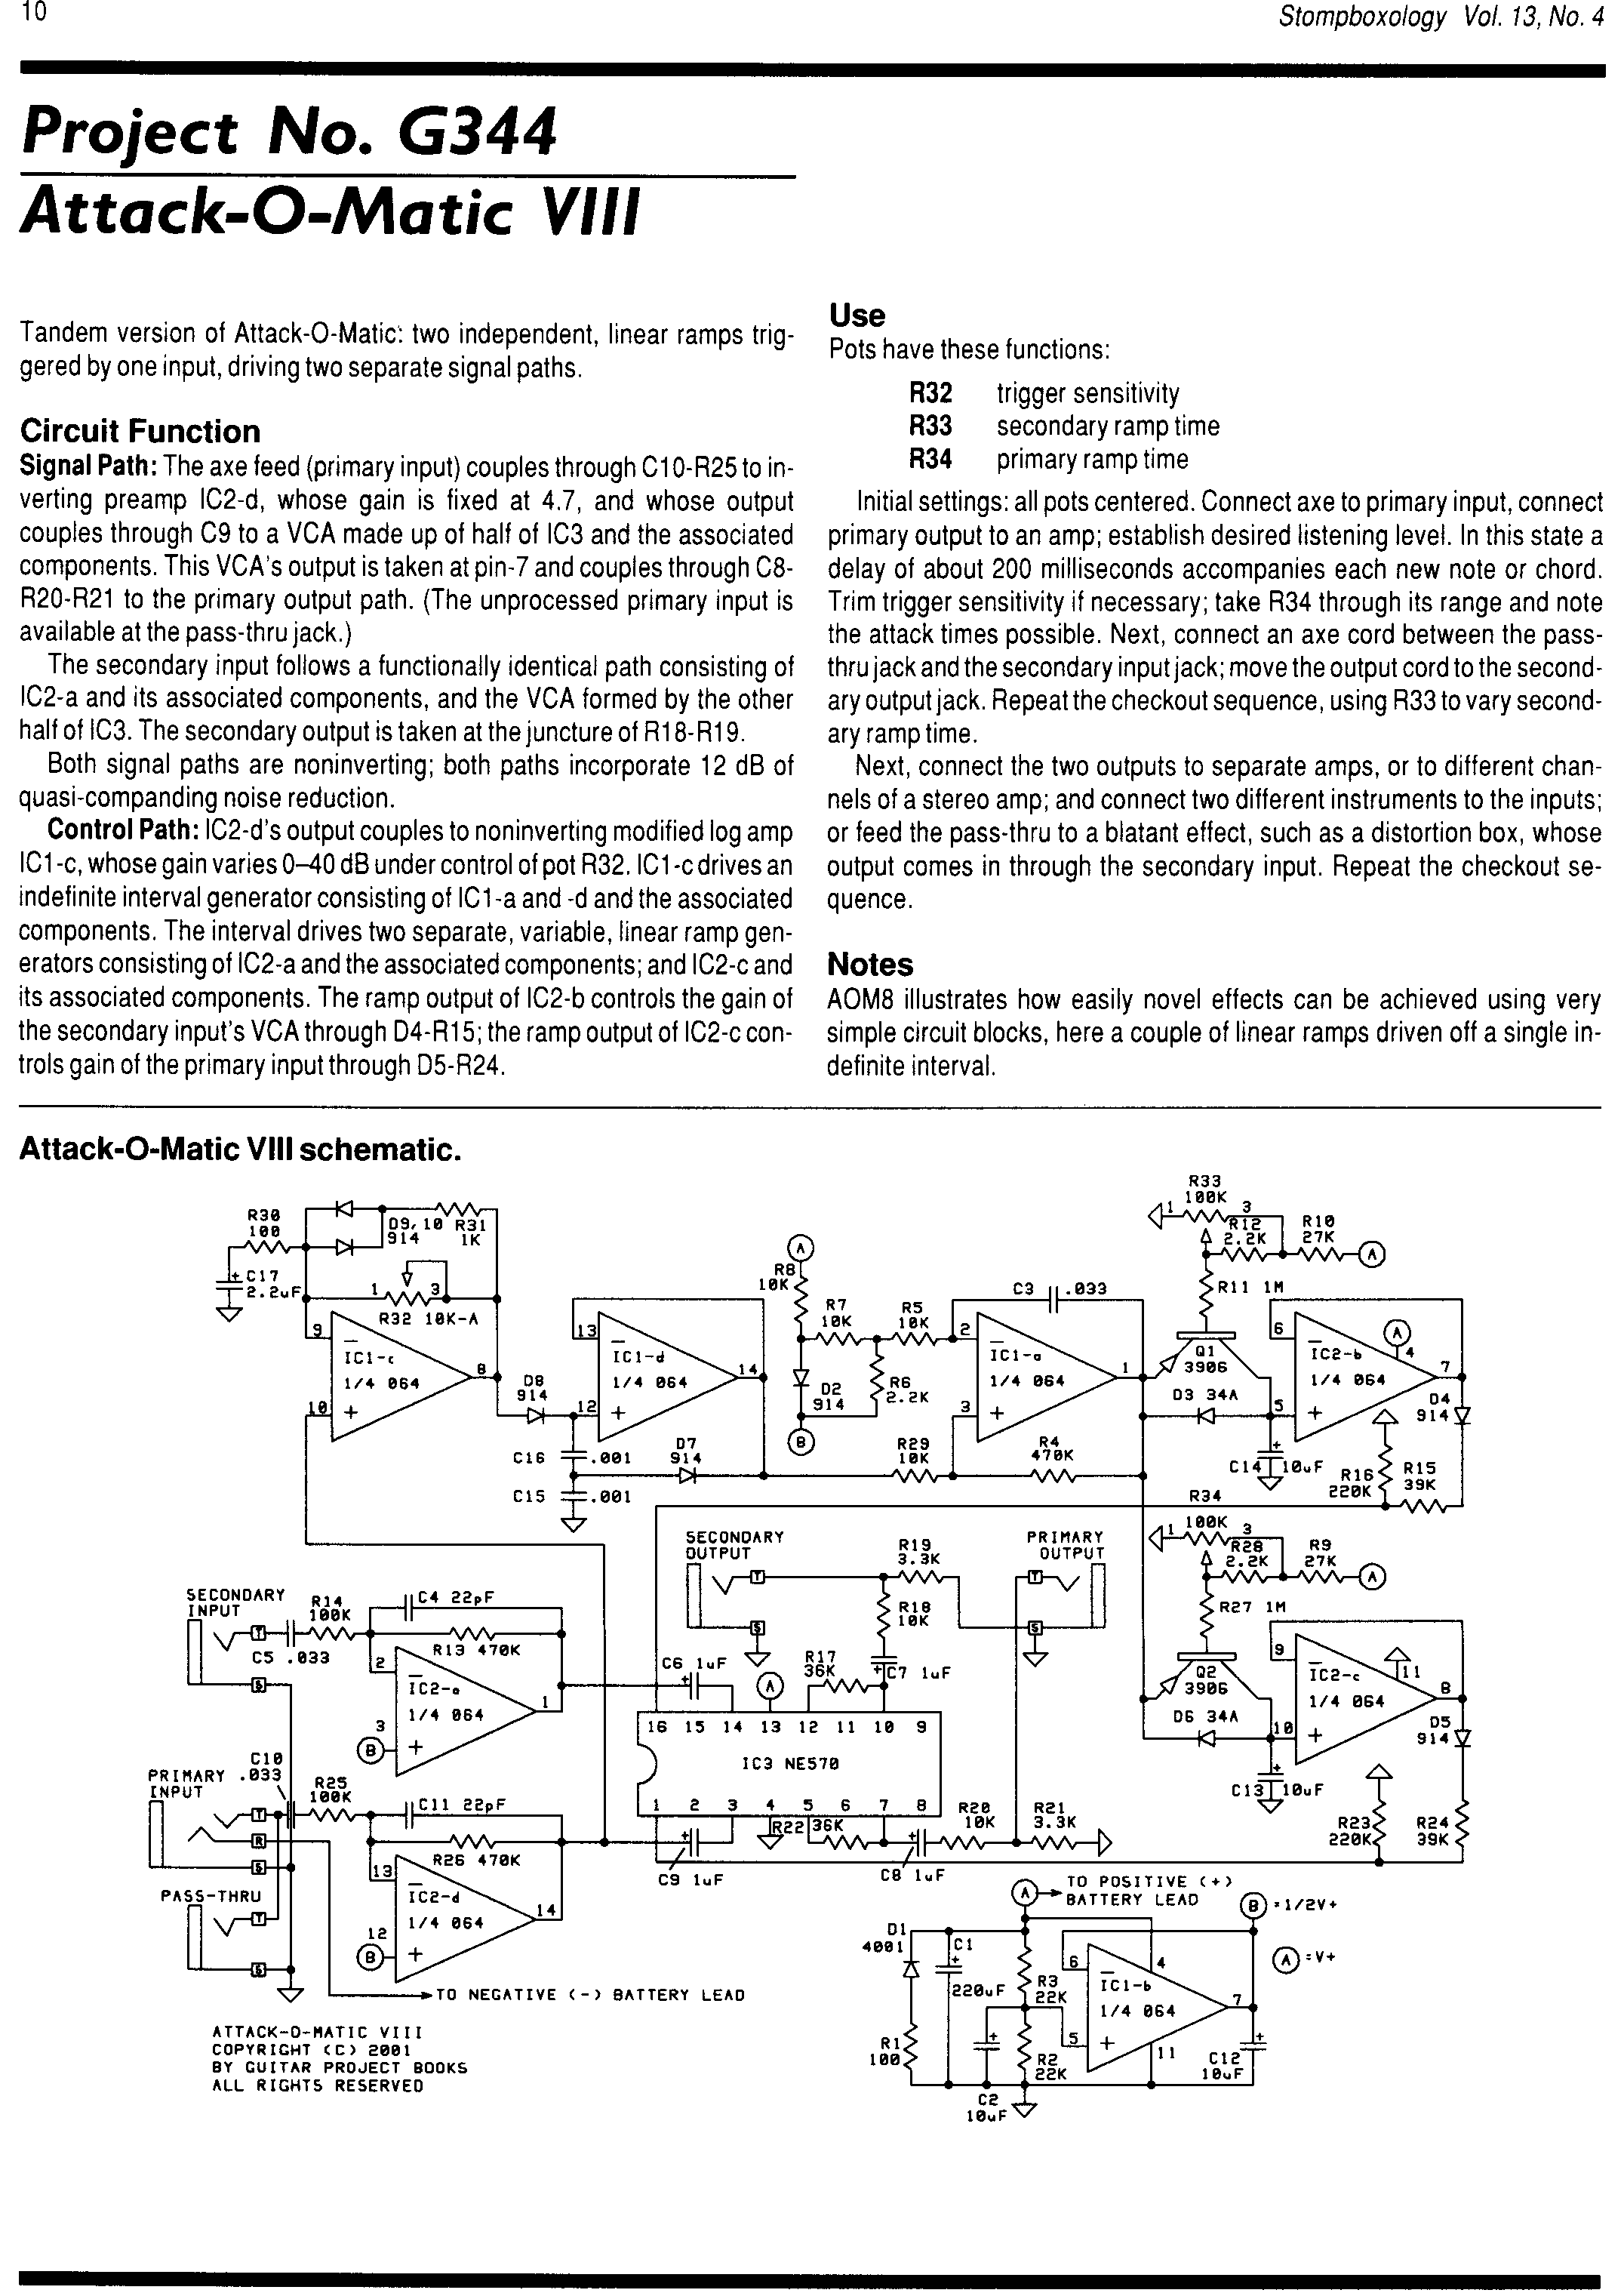 10
Stompboxology Vol. 13, No. 4
Project No. G344
Attack-O-Matic VIII
Tandem version of Attack-O-Matic: two independent, linear ramps trig-
gered by one input, driving two separate signal paths.
Circuit Function
Signal Path: The axe feed (primary input) couples through C10-R25 to in-
verting preamp IC2-d, whose gain is fixed at 4.7, and whose output
couples through C9 to a VCA made up of half of IC3 and the associated
components. This VCA's output is taken at pin-7 and couples through C8-
R20-R21 to the primary output path. (The unprocessed primary input is
available at the pass-thru jack.)
The secondary input follows a functionally identical path consisting of
IC2-a and its associated components, and the VCA formed by the other
half of IC3. The secondary output is taken at the juncture of R18-R19.
Both signal paths are noninverting; both paths incorporate 12 dB of
quasi-companding noise reduction.
Control Path: IC2-d's output couples to noninverting modified log amp
IC1-c, whose gain varies 0–40 dB under control of pot R32. IC1-c drives an
indefinite interval generator consisting of IC1-a and -d and the associated
components. The interval drives two separate, variable, linear ramp gen-
erators consisting of IC2-a and the associated components; and IC2-c and
its associated components. The ramp output of IC2-b controls the gain of
the secondary input's VCA through D4-R15; the ramp output of IC2-c con-
trols gain of the primary input through D5-R24.
Use
Pots have these functions:
R32 trigger sensitivity
R33 secondary ramp time
R34 primary ramp time
Initial settings: all pots centered. Connect axe to primary input, connect
primary output to an amp; establish desired listening level. In this state a
delay of about 200 milliseconds accompanies each new note or chord.
Trim trigger sensitivity if necessary; take R34 through its range and note
the attack times possible. Next, connect an axe cord between the pass-
thru jack and the secondary input jack; move the output cord to the second-
ary output jack. Repeat the checkout sequence, using R33 to vary second-
ary ramp time.
Next, connect the two outputs to separate amps, or to different chan-
nels of a stereo amp; and connect two different instruments to the inputs;
or feed the pass-thru to a blatant effect, such as a distortion box, whose
output comes in through the secondary input. Repeat the checkout se-
quence.
Notes
AOM8 illustrates how easily novel effects can be achieved using very
simple circuit blocks, here a couple of linear ramps driven off a single in-
definite interval.
Attack-O-Matic VIII schematic.
R30
100
C17
2.2uF
D9,10
914
R31
1K
1
3
R32 10K-A
9
10
8
IC1-c
1/4 064
D8
914
C16 .001
C15 .001
13
12
14
IC1-d
1/4 064
D7
914
A
R8
10K
R7
10K
R5
10K
D2
914
R6
2.2K
B
R29
10K
R4
470K
C3 .033
2
3
1
IC1-a
1/4 064
R33
100K
1
3
R12
2.2K
R10
27K
A
R11 1M
Q1
3906
D3 34A
C14 10uF
6
5
7
A
4
IC2-b
1/4 064
D4
914
R16
220K
R15
39K
R34
100K
1
3
R28
2.2K
R9
27K
A
R27 1M
Q2
3906
D6 34A
C13 10uF
9
10
8
11
IC2-c
1/4 064
D5
914
R23
220K
R24
39K
SECONDARY
INPUT
T
S
C5 .033
R14
100K
C4 22pF
R13 470K
2
3
1
B
IC2-a
1/4 064
SECONDARY
OUTPUT
T
S
R19
3.3K
R18
10K
PRIMARY
OUTPUT
T
S
C6 1uF
A
R17
36K
C7 1uF
16 15 14 13 12 11 10 9
IC3 NE570
1 2 3 4 5 6 7 8
C9 1uF
R22 36K
C8 1uF
R20
10K
R21
3.3K
PRIMARY
INPUT
T
R
S
C10
.033
R25
100K
C11 22pF
R26 470K
13
12
14
B
IC2-d
1/4 064
PASS-THRU
T
S
TO NEGATIVE (-) BATTERY LEAD
A
TO POSITIVE (+)
BATTERY LEAD
B =1/2V+
A =V+
D1
4001
C1
220uF
R3
22K
R1
100
R2
22K
C2
10uF
6
5
4
7
11
IC1-b
1/4 064
C12
10uF
ATTACK-O-MATIC VIII
COPYRIGHT (C) 2001
BY GUITAR PROJECT BOOKS
ALL RIGHTS RESERVED